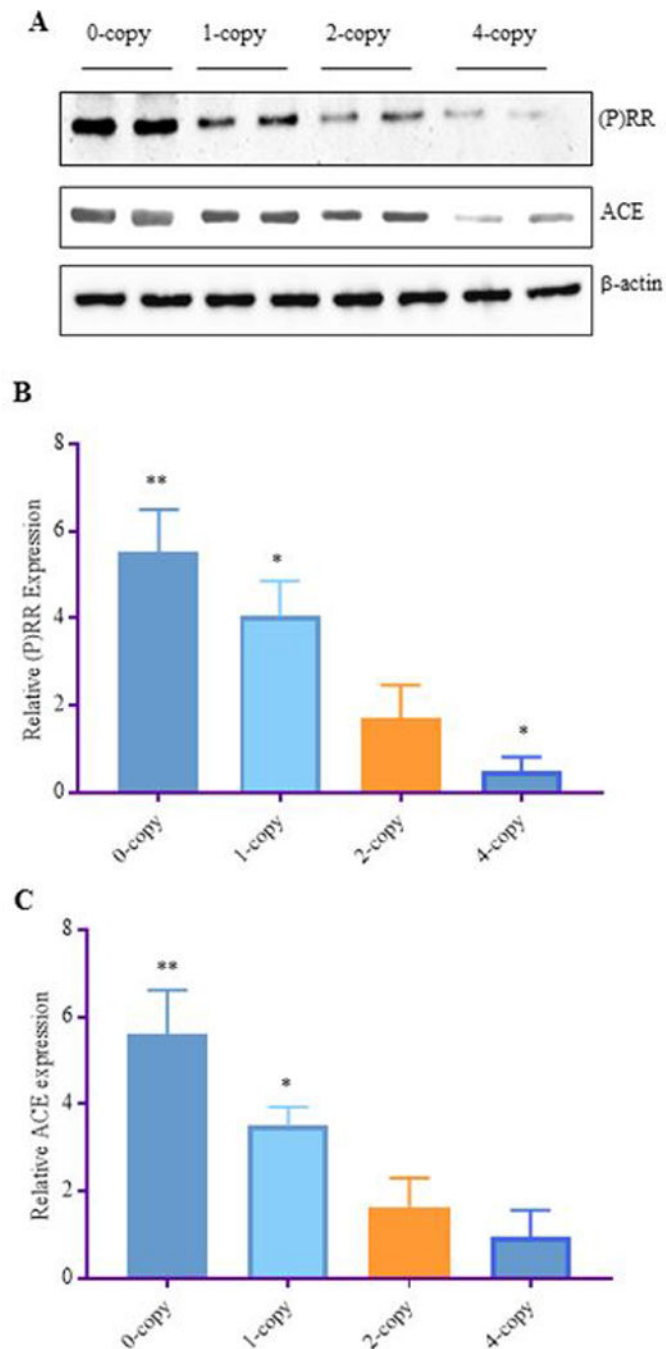 A
0-copy 1-copy 2-copy 4-copy
(P)RR
ACE
β-actin
B
Relative (P)RR Expression
8
6
4
2
0
**
*
*
0-copy 1-copy 2-copy 4-copy
C
Relative ACE expression
8
6
4
2
0
**
*
0-copy 1-copy 2-copy 4-copy